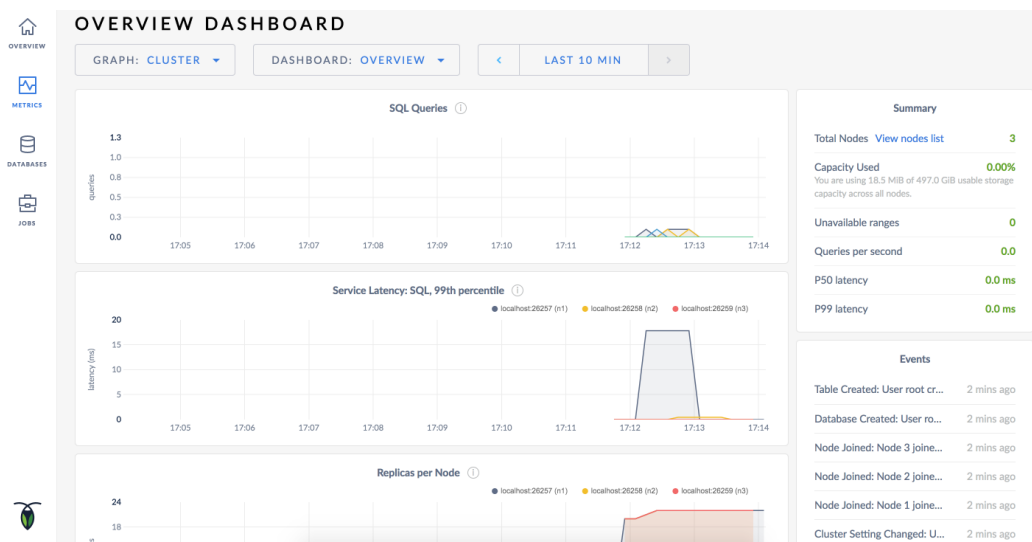 OVERVIEW DASHBOARD
OVERVIEW
METRICS
DATABASES
JOBS
GRAPH: CLUSTER
DASHBOARD: OVERVIEW
LAST 10 MIN
SQL Queries
queries
1.3
1.0
0.8
0.5
0.3
0.0
17:05 17:06 17:07 17:08 17:09 17:10 17:11 17:12 17:13 17:14
Service Latency: SQL, 99th percentile
localhost:26257 (n1) localhost:26258 (n2) localhost:26259 (n3)
latency (ms)
20
15
10
5
0
17:05 17:06 17:07 17:08 17:09 17:10 17:11 17:12 17:13 17:14
Replicas per Node
localhost:26257 (n1) localhost:26258 (n2) localhost:26259 (n3)
24
18
Summary
Total Nodes View nodes list 3
Capacity Used 0.00%
You are using 18.5 MiB of 497.0 GiB usable storage
capacity across all nodes.
Unavailable ranges 0
Queries per second 0.0
P50 latency 0.0 ms
P99 latency 0.0 ms
Events
Table Created: User root cr... 2 mins ago
Database Created: User ro... 2 mins ago
Node Joined: Node 3 joine... 2 mins ago
Node Joined: Node 2 joine... 2 mins ago
Node Joined: Node 1 joine... 2 mins ago
Cluster Setting Changed: U... 2 mins ago